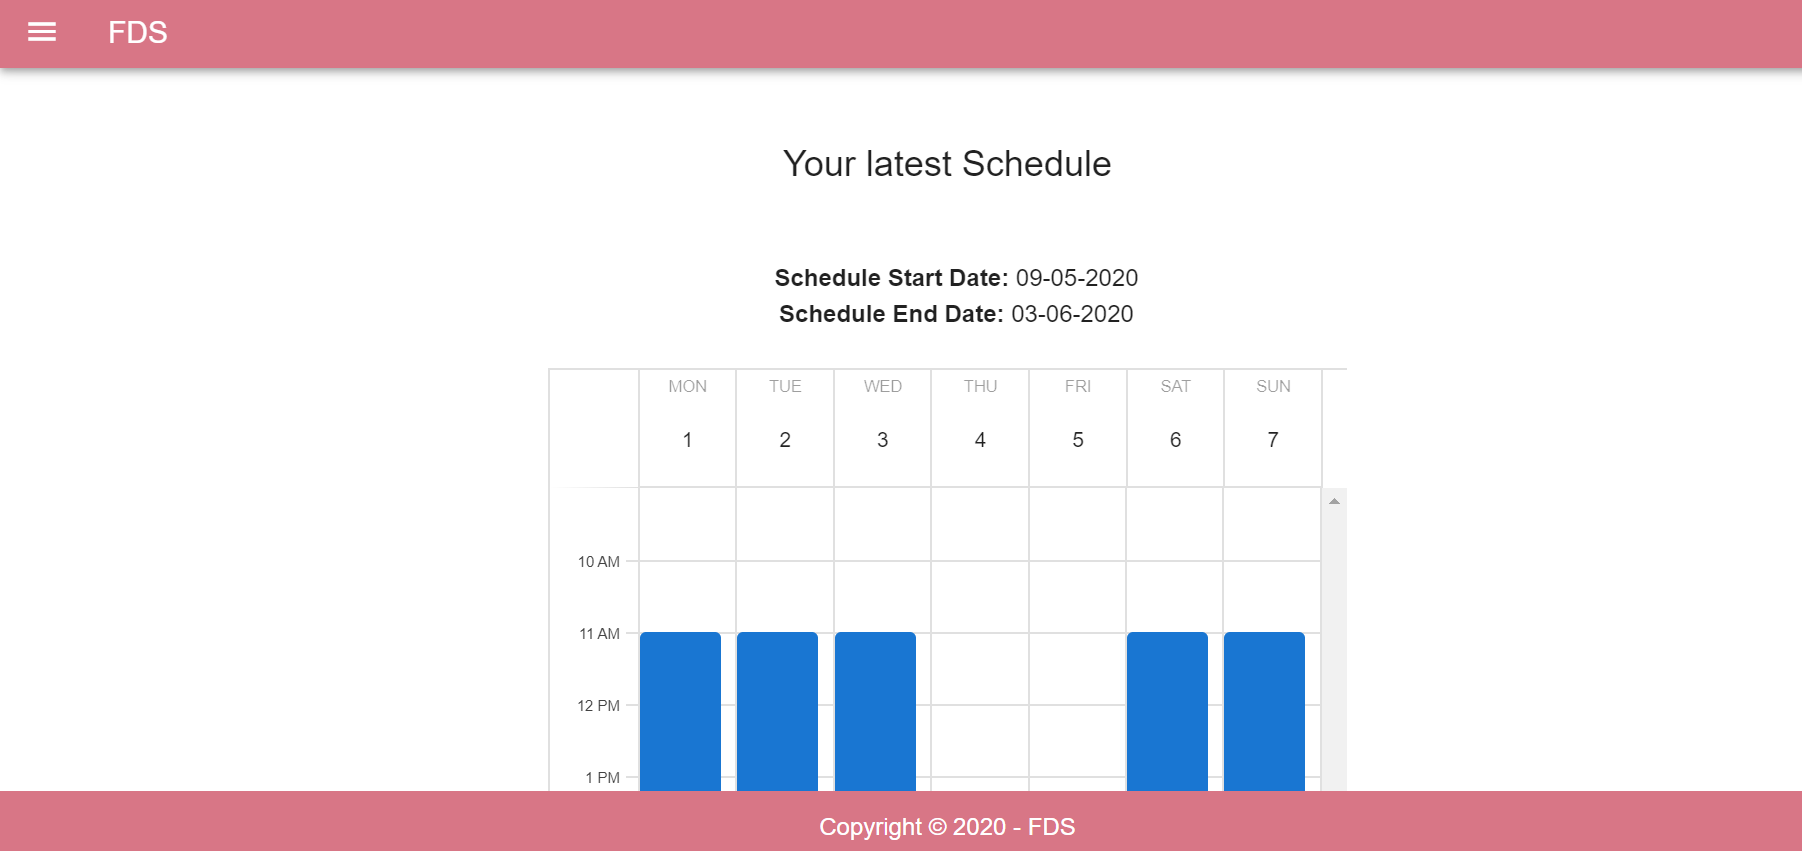 FDS
Your latest Schedule
Schedule Start Date: 09-05-2020
Schedule End Date: 03-06-2020
MON TUE WED THU FRI SAT SUN
1 2 3 4 5 6 7
10 AM
11 AM
12 PM
1 PM
Copyright © 2020 - FDS